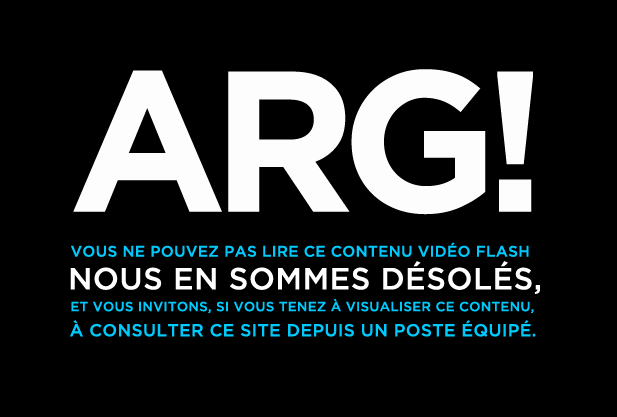 ARG!
VOUS NE POUVEZ PAS LIRE CE CONTENU VIDÉO FLASH
NOUS EN SOMMES DÉSOLÉS,
ET VOUS INVITONS, SI VOUS TENEZ À VISUALISER CE CONTENU,
À CONSULTER CE SITE DEPUIS UN POSTE ÉQUIPÉ.